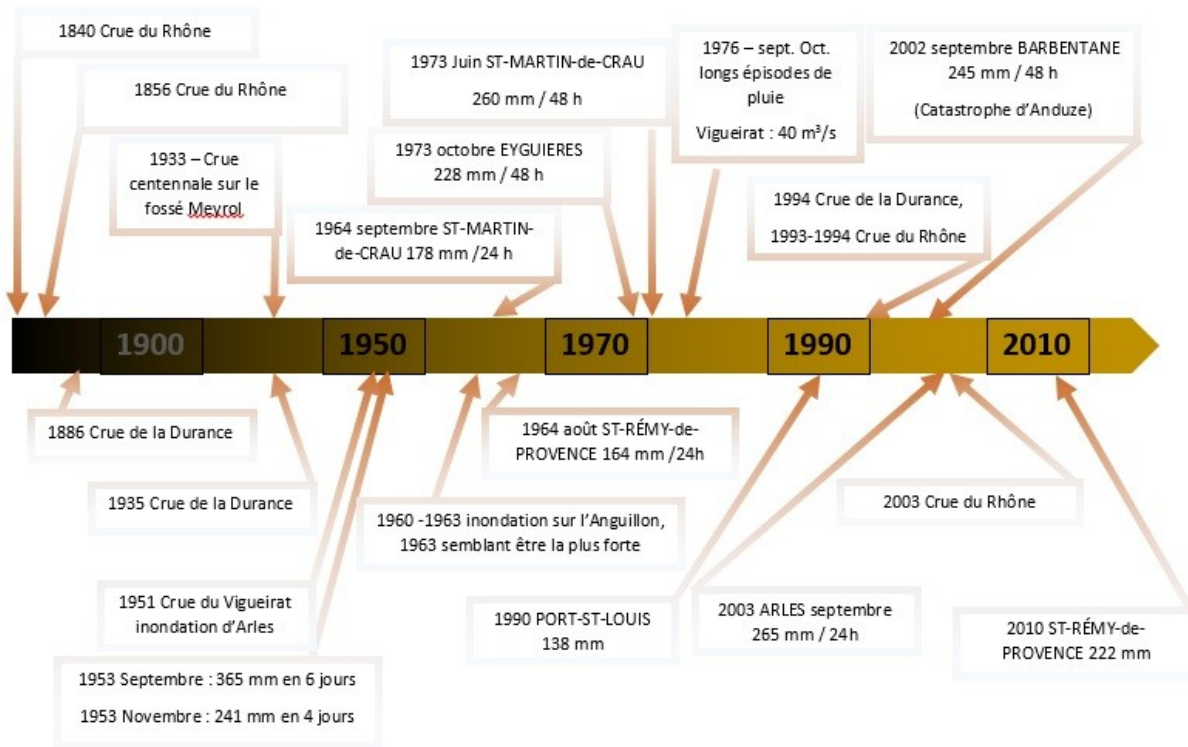 1840 Crue du Rhône
1856 Crue du Rhône
1933 – Crue
centennale sur le
fossé Meyrol
1964 septembre ST-MARTIN-
de-CRAU 178 mm /24 h
1973 Juin ST-MARTIN-de-CRAU
260 mm / 48 h
1973 octobre EYGUIERES
228 mm / 48 h
1976 – sept. Oct.
longs épisodes de
pluie
Vigueirat : 40 m³/s
2002 septembre BARBENTANE
245 mm / 48 h
(Catastrophe d'Anduze)
1994 Crue de la Durance,
1993-1994 Crue du Rhône
1900
1950
1970
1990
2010
1886 Crue de la Durance
1935 Crue de la Durance
1951 Crue du Vigueirat
inondation d'Arles
1953 Septembre : 365 mm en 6 jours
1953 Novembre : 241 mm en 4 jours
1960 -1963 inondation sur l'Anguillon,
1963 semblant être la plus forte
1964 août ST-RÉMY-de-
PROVENCE 164 mm /24h
1990 PORT-ST-LOUIS
138 mm
2003 ARLES septembre
265 mm / 24h
2003 Crue du Rhône
2010 ST-RÉMY-de-
PROVENCE 222 mm